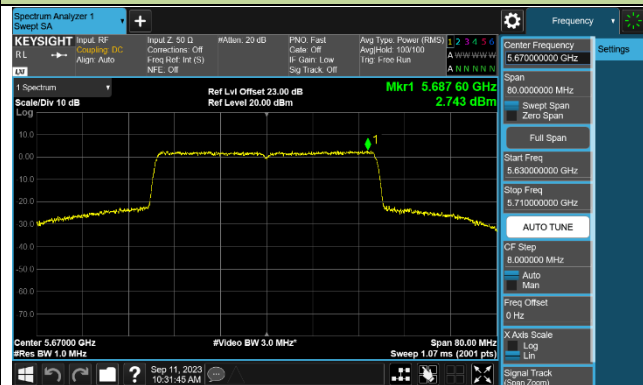 Spectrum Analyzer 1
Swept SA
+
Frequency
KEYSIGHT
Input: RF
Coupling: DC
Align: Auto
RL
LXI
Input Z: 50 Ω
Corrections: Off
Freq Ref: Int (S)
NFE: Off
#Atten: 20 dB
PNO: Fast
Gate: Off
IF Gain: Low
Sig Track: Off
Avg Type: Power (RMS)
Avg|Hold: 100/100
Trig: Free Run
1 2 3 4 5 6
A W W W W W
A N N N N N
1 Spectrum
Scale/Div 10 dB
Log
Ref Lvl Offset 23.00 dB
Ref Level 20.00 dBm
Mkr1 5.687 60 GHz
2.743 dBm
1
10.0
0.00
-10.0
-20.0
-30.0
-40.0
-50.0
-60.0
-70.0
Center 5.67000 GHz
#Res BW 1.0 MHz
#Video BW 3.0 MHz*
Span 80.00 MHz
Sweep 1.07 ms (2001 pts)
Sep 11, 2023
10:31:45 AM
?
Center Frequency
5.670000000 GHz
Settings
Span
80.0000000 MHz
Swept Span
Zero Span
Full Span
Start Freq
5.630000000 GHz
Stop Freq
5.710000000 GHz
AUTO TUNE
CF Step
8.000000 MHz
Auto
Man
Freq Offset
0 Hz
X Axis Scale
Log
Lin
Signal Track
(Span Zoom)